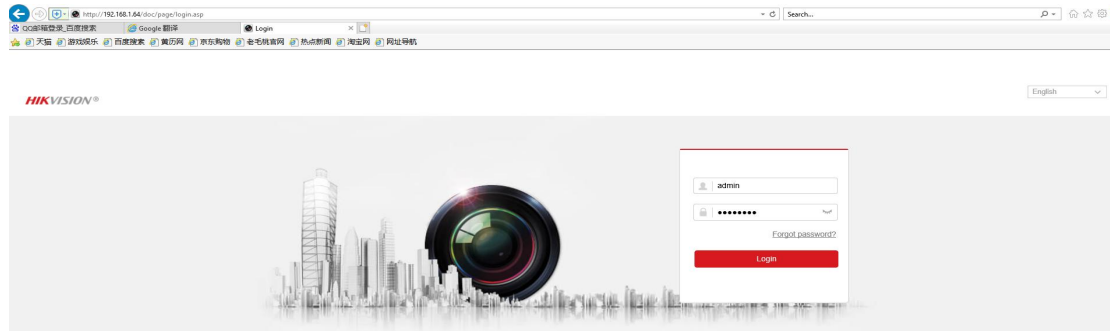 http://192.168.1.64/doc/page/login.asp
Search...
QQ邮箱登录_百度搜索 Google 翻译 Login
天猫 游戏娱乐 百度搜索 黄历网 京东购物 老毛桃官网 热点新闻 淘宝网 网址导航
English
HIKVISION®
admin
••••••••
Forgot password?
Login